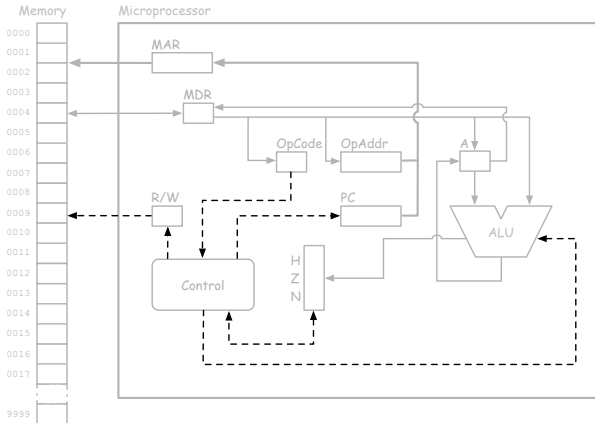 Memory
Microprocessor
0000
0001
0002
0003
0004
0005
0006
0007
0008
0009
0010
0011
0012
0013
0014
0015
0016
0017
9999
MAR
MDR
OpCode
OpAddr
A
R/W
PC
ALU
Control
H
Z
N